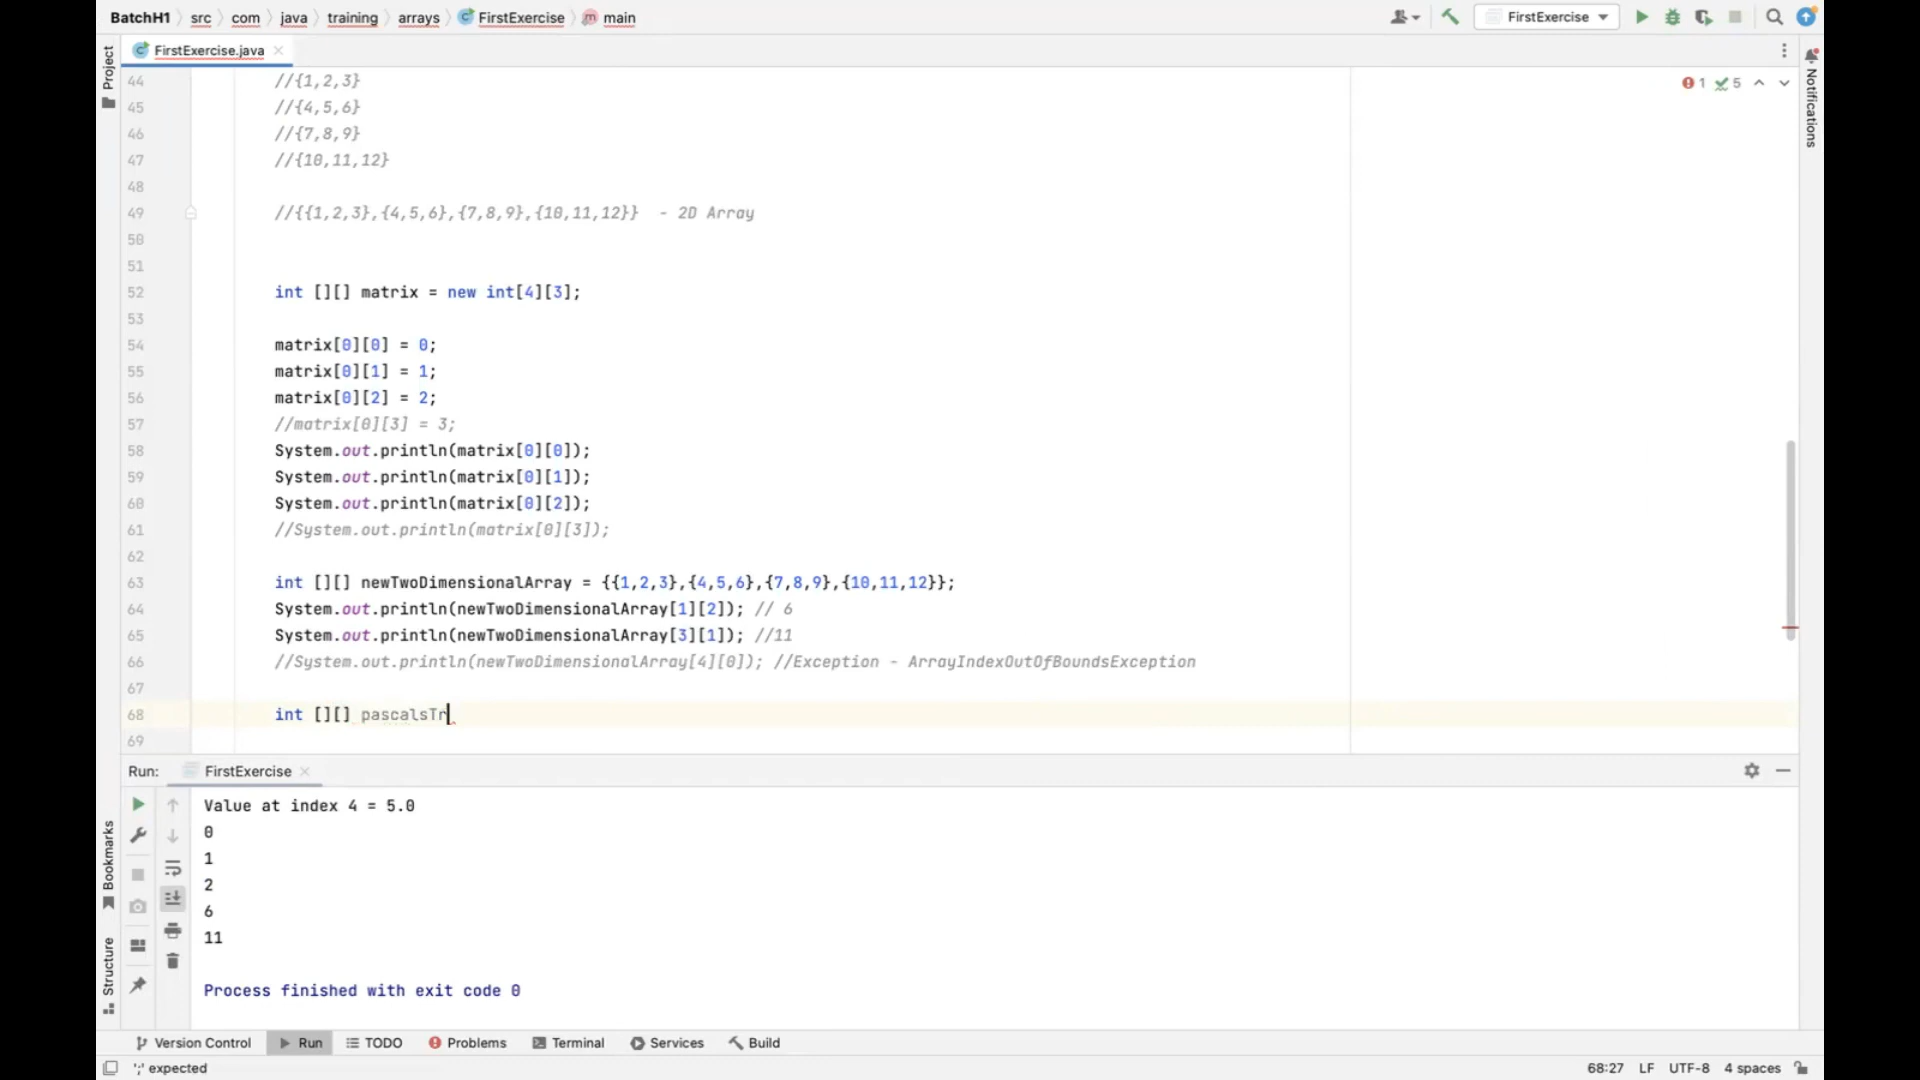 BatchH1 src com java training arrays FirstExercise main FirstExercise
FirstExercise.java
Project
Notifications
1 5
44 //{1,2,3}
45 //{4,5,6}
46 //{7,8,9}
47 //{10,11,12}
48
49 //{{1,2,3},{4,5,6},{7,8,9},{10,11,12}}  - 2D Array
50
51
52 int [][] matrix = new int[4][3];
53
54 matrix[0][0] = 0;
55 matrix[0][1] = 1;
56 matrix[0][2] = 2;
57 //matrix[0][3] = 3;
58 System.out.println(matrix[0][0]);
59 System.out.println(matrix[0][1]);
60 System.out.println(matrix[0][2]);
61 //System.out.println(matrix[0][3]);
62
63 int [][] newTwoDimensionalArray = {{1,2,3},{4,5,6},{7,8,9},{10,11,12}};
64 System.out.println(newTwoDimensionalArray[1][2]); // 6
65 System.out.println(newTwoDimensionalArray[3][1]); //11
66 //System.out.println(newTwoDimensionalArray[4][0]); //Exception - ArrayIndexOutOfBoundsException
67
68 int [][] pascalsTr
69
Run: FirstExercise
Value at index 4 = 5.0
0
1
2
6
11
Process finished with exit code 0
Bookmarks
Structure
Version Control Run TODO Problems Terminal Services Build
';' expected 68:27 LF UTF-8 4 spaces